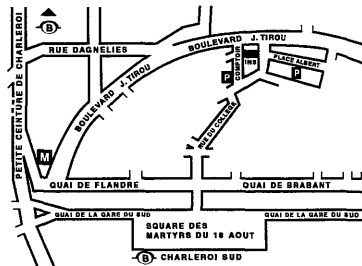 B
PETITE CEINTURE DE CHARLEROI
RUE DAGNELIES
BOULEVARD J. TIROU
BOULEVARD J. TIROU
COMPTOIR
INS
PLACE ALBERT
P
P
RUE DU COLLEGE
M
QUAI DE FLANDRE
QUAI DE BRABANT
QUAI DE LA GARE DU SUD
QUAI DE LA GARE DU SUD
SQUARE DES
MARTYRS DU 18 AOUT
B CHARLEROI SUD